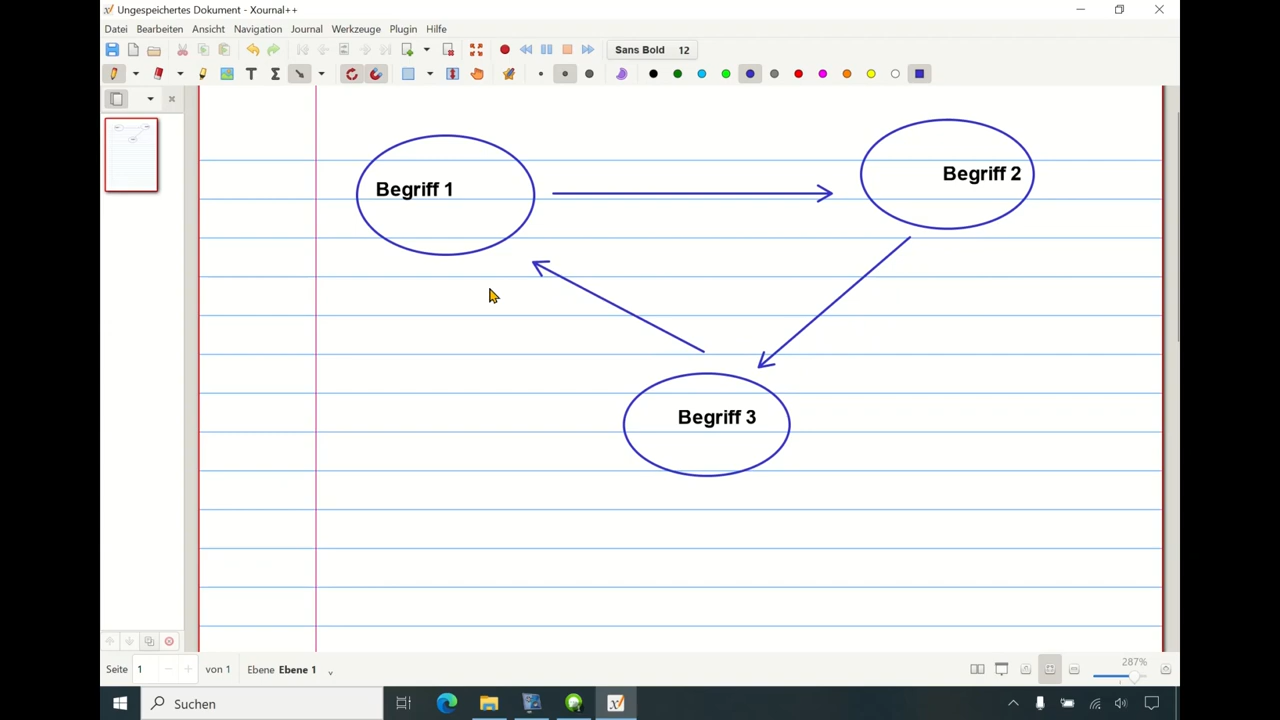 Ungespeichertes Dokument - Xournal++
Datei Bearbeiten Ansicht Navigation Journal Werkzeuge Plugin Hilfe
Sans Bold 12
Begriff 1
Begriff 2
Begriff 3
Seite 1 von 1 Ebene Ebene 1
287%
Suchen